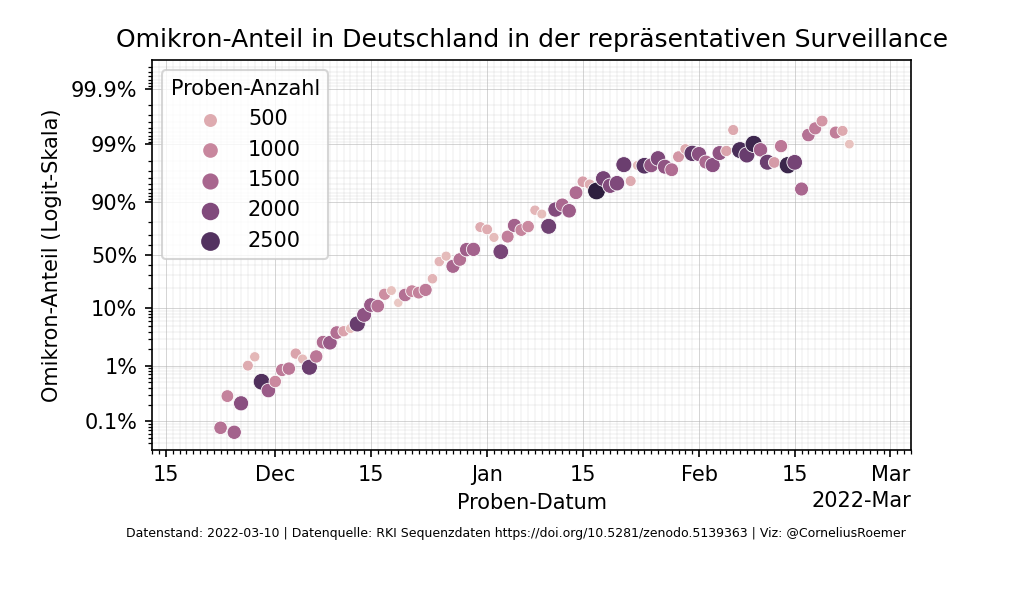 Omikron-Anteil in Deutschland in der repräsentativen Surveillance
Proben-Anzahl
500
1000
1500
2000
2500
Omikron-Anteil (Logit-Skala)
99.9%
99%
90%
50%
10%
1%
0.1%
15 Dec 15 Jan 15 Feb 15 Mar
Proben-Datum
2022-Mar
Datenstand: 2022-03-10 | Datenquelle: RKI Sequenzdaten https://doi.org/10.5281/zenodo.5139363 | Viz: @CorneliusRoemer